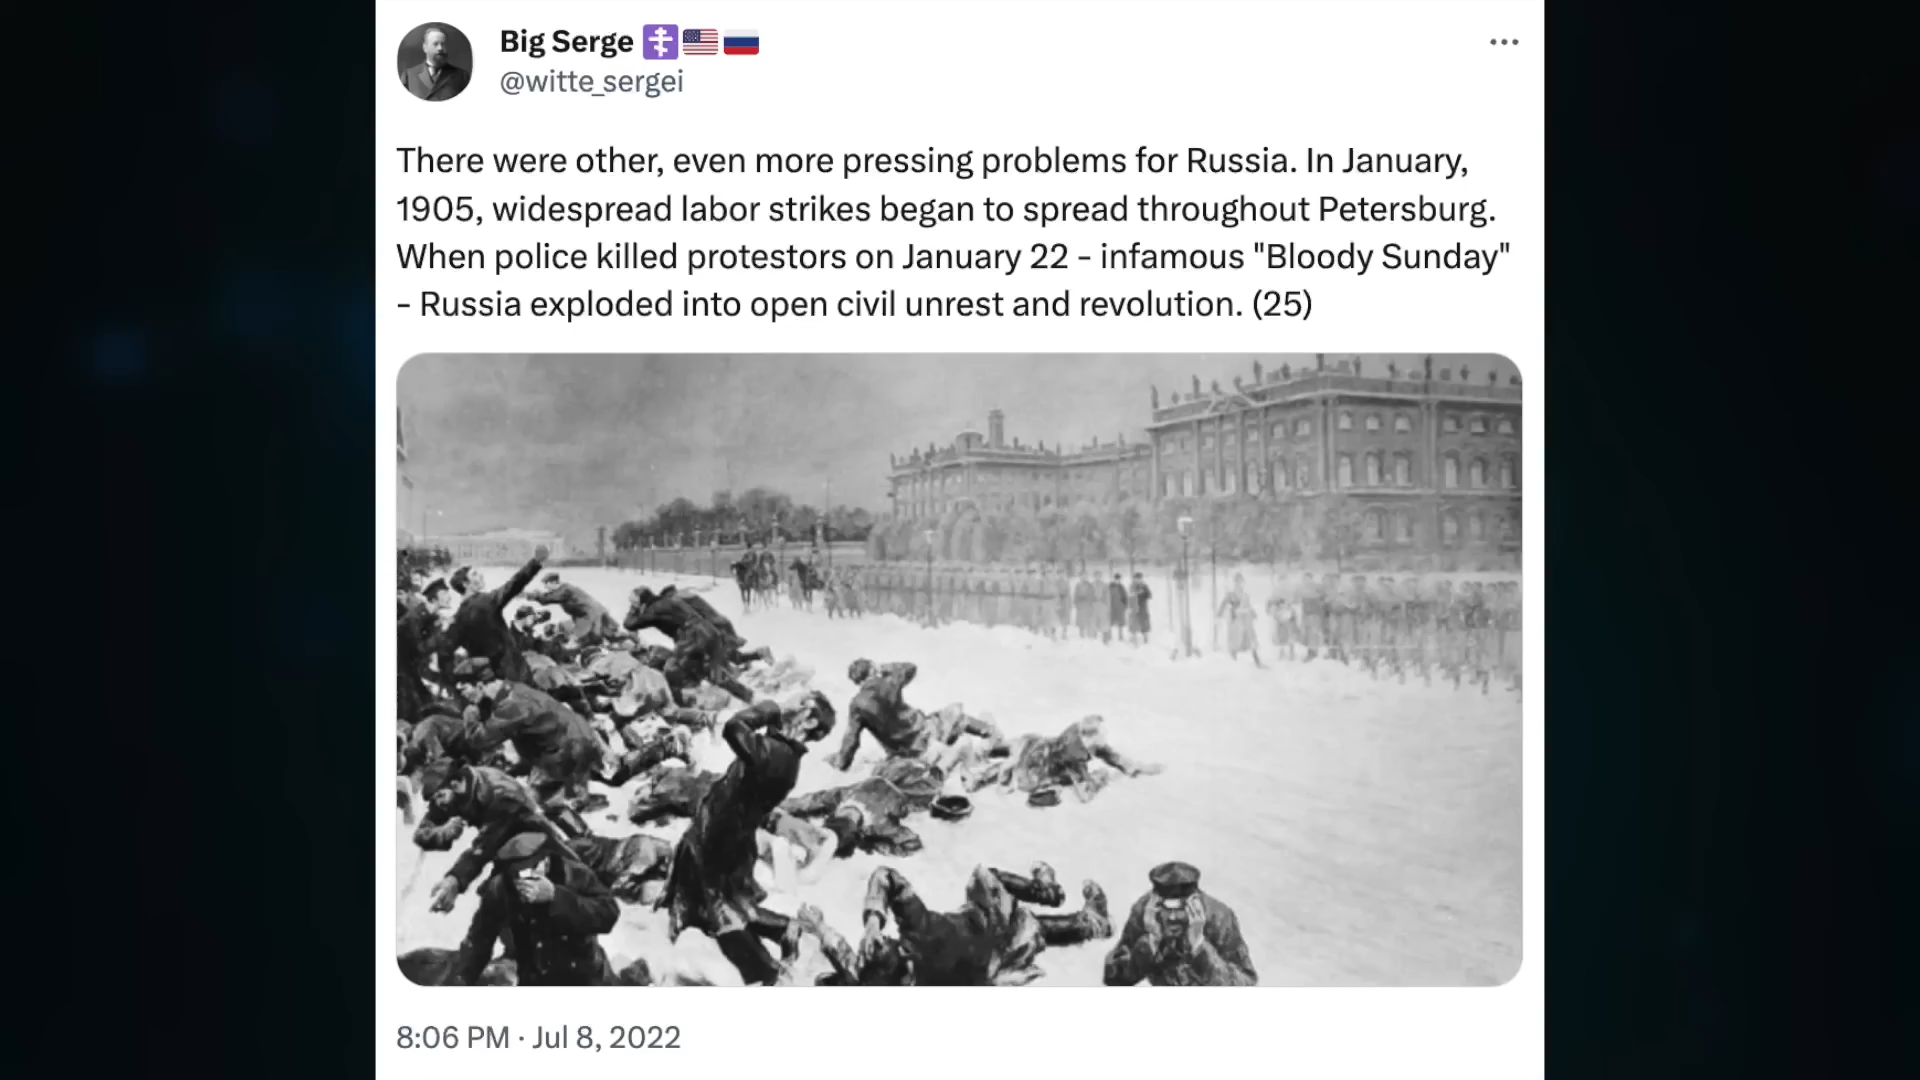 Big Serge ☦️🇺🇸🇷🇺
@witte_sergei
There were other, even more pressing problems for Russia. In January,
1905, widespread labor strikes began to spread throughout Petersburg.
When police killed protestors on January 22 - infamous "Bloody Sunday"
- Russia exploded into open civil unrest and revolution. (25)
8:06 PM · Jul 8, 2022